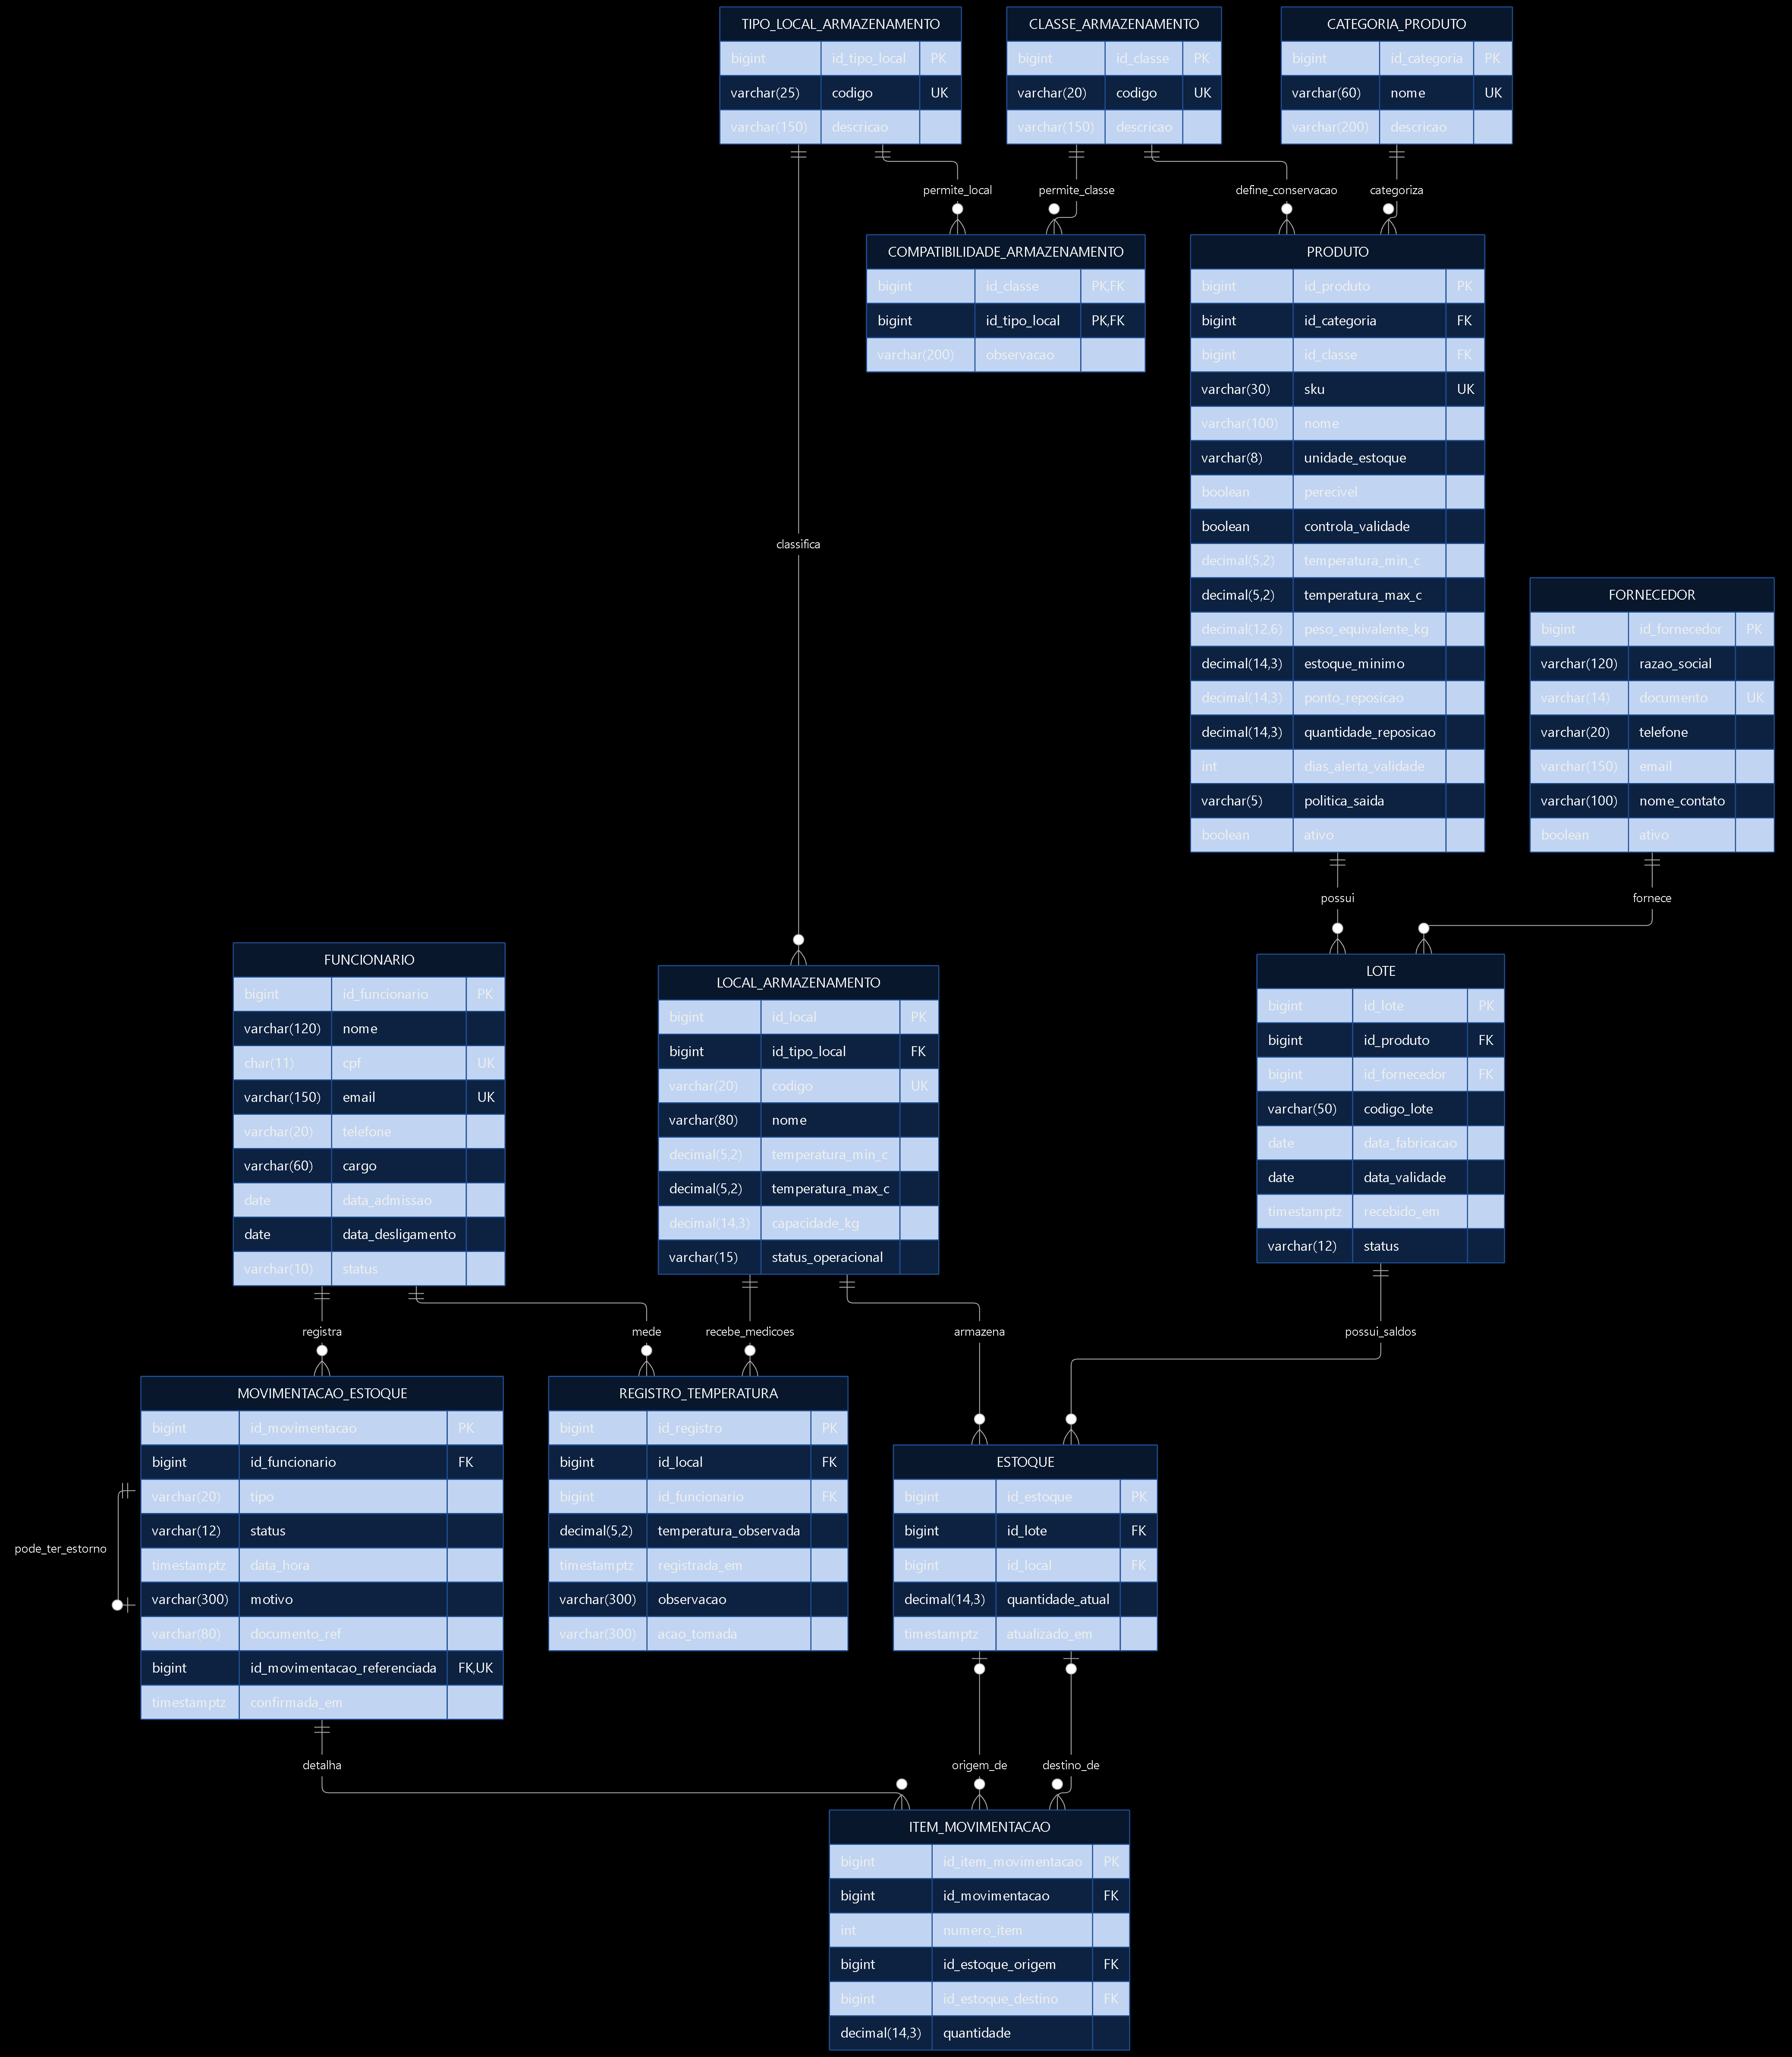 TIPO_LOCAL_ARMAZENAMENTO
bigint id_tipo_local PK
varchar(25) codigo UK
varchar(150) descricao
CLASSE_ARMAZENAMENTO
bigint id_classe PK
varchar(20) codigo UK
varchar(150) descricao
CATEGORIA_PRODUTO
bigint id_categoria PK
varchar(60) nome UK
varchar(200) descricao
permite_local
permite_classe
define_conservacao
categoriza
COMPATIBILIDADE_ARMAZENAMENTO
bigint id_classe PK,FK
bigint id_tipo_local PK,FK
varchar(200) observacao
PRODUTO
bigint id_produto PK
bigint id_categoria FK
bigint id_classe FK
varchar(30) sku UK
varchar(100) nome
varchar(8) unidade_estoque
boolean perecivel
boolean controla_validade
decimal(5,2) temperatura_min_c
decimal(5,2) temperatura_max_c
decimal(12,6) peso_equivalente_kg
decimal(14,3) estoque_minimo
decimal(14,3) ponto_reposicao
decimal(14,3) quantidade_reposicao
int dias_alerta_validade
varchar(5) politica_saida
boolean ativo
classifica
FORNECEDOR
bigint id_fornecedor PK
varchar(120) razao_social
varchar(14) documento UK
varchar(20) telefone
varchar(150) email
varchar(100) nome_contato
boolean ativo
possui
fornece
FUNCIONARIO
bigint id_funcionario PK
varchar(120) nome
char(11) cpf UK
varchar(150) email UK
varchar(20) telefone
varchar(60) cargo
date data_admissao
date data_desligamento
varchar(10) status
LOCAL_ARMAZENAMENTO
bigint id_local PK
bigint id_tipo_local FK
varchar(20) codigo UK
varchar(80) nome
decimal(5,2) temperatura_min_c
decimal(5,2) temperatura_max_c
decimal(14,3) capacidade_kg
varchar(15) status_operacional
LOTE
bigint id_lote PK
bigint id_produto FK
bigint id_fornecedor FK
varchar(50) codigo_lote
date data_fabricacao
date data_validade
timestamptz recebido_em
varchar(12) status
registra
mede
recebe_medicoes
armazena
possui_saldos
MOVIMENTACAO_ESTOQUE
bigint id_movimentacao PK
bigint id_funcionario FK
varchar(20) tipo
varchar(12) status
timestamptz data_hora
varchar(300) motivo
varchar(80) documento_ref
bigint id_movimentacao_referenciada FK,UK
timestamptz confirmada_em
pode_ter_estorno
REGISTRO_TEMPERATURA
bigint id_registro PK
bigint id_local FK
bigint id_funcionario FK
decimal(5,2) temperatura_observada
timestamptz registrada_em
varchar(300) observacao
varchar(300) acao_tomada
ESTOQUE
bigint id_estoque PK
bigint id_lote FK
bigint id_local FK
decimal(14,3) quantidade_atual
timestamptz atualizado_em
detalha
origem_de
destino_de
ITEM_MOVIMENTACAO
bigint id_item_movimentacao PK
bigint id_movimentacao FK
int numero_item
bigint id_estoque_origem FK
bigint id_estoque_destino FK
decimal(14,3) quantidade